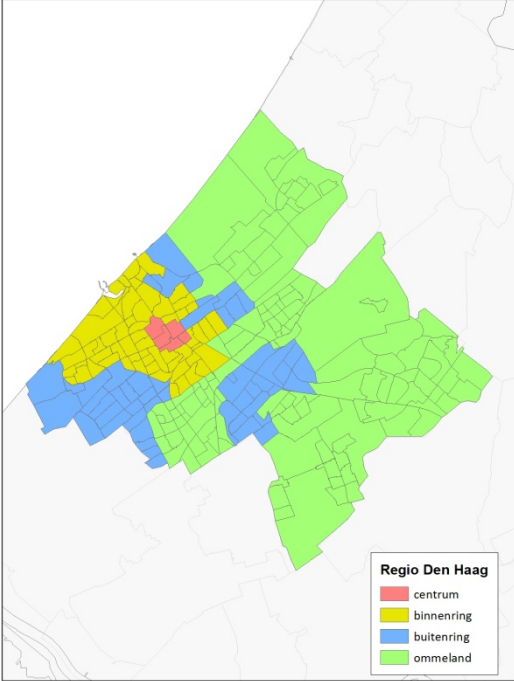 Regio Den Haag
centrum
binnenring
buitenring
ommeland